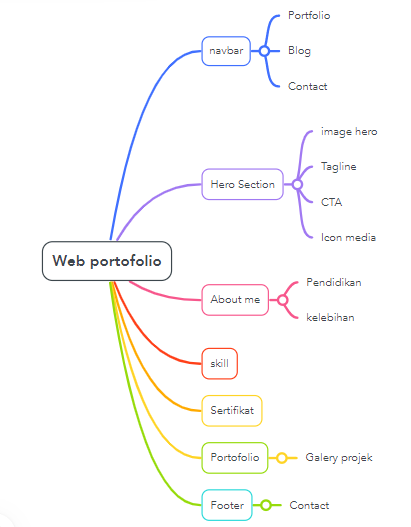 Web portofolio
navbar
Portfolio
Blog
Contact
Hero Section
image hero
Tagline
CTA
Icon media
About me
Pendidikan
kelebihan
skill
Sertifikat
Portofolio
Galery projek
Footer
Contact